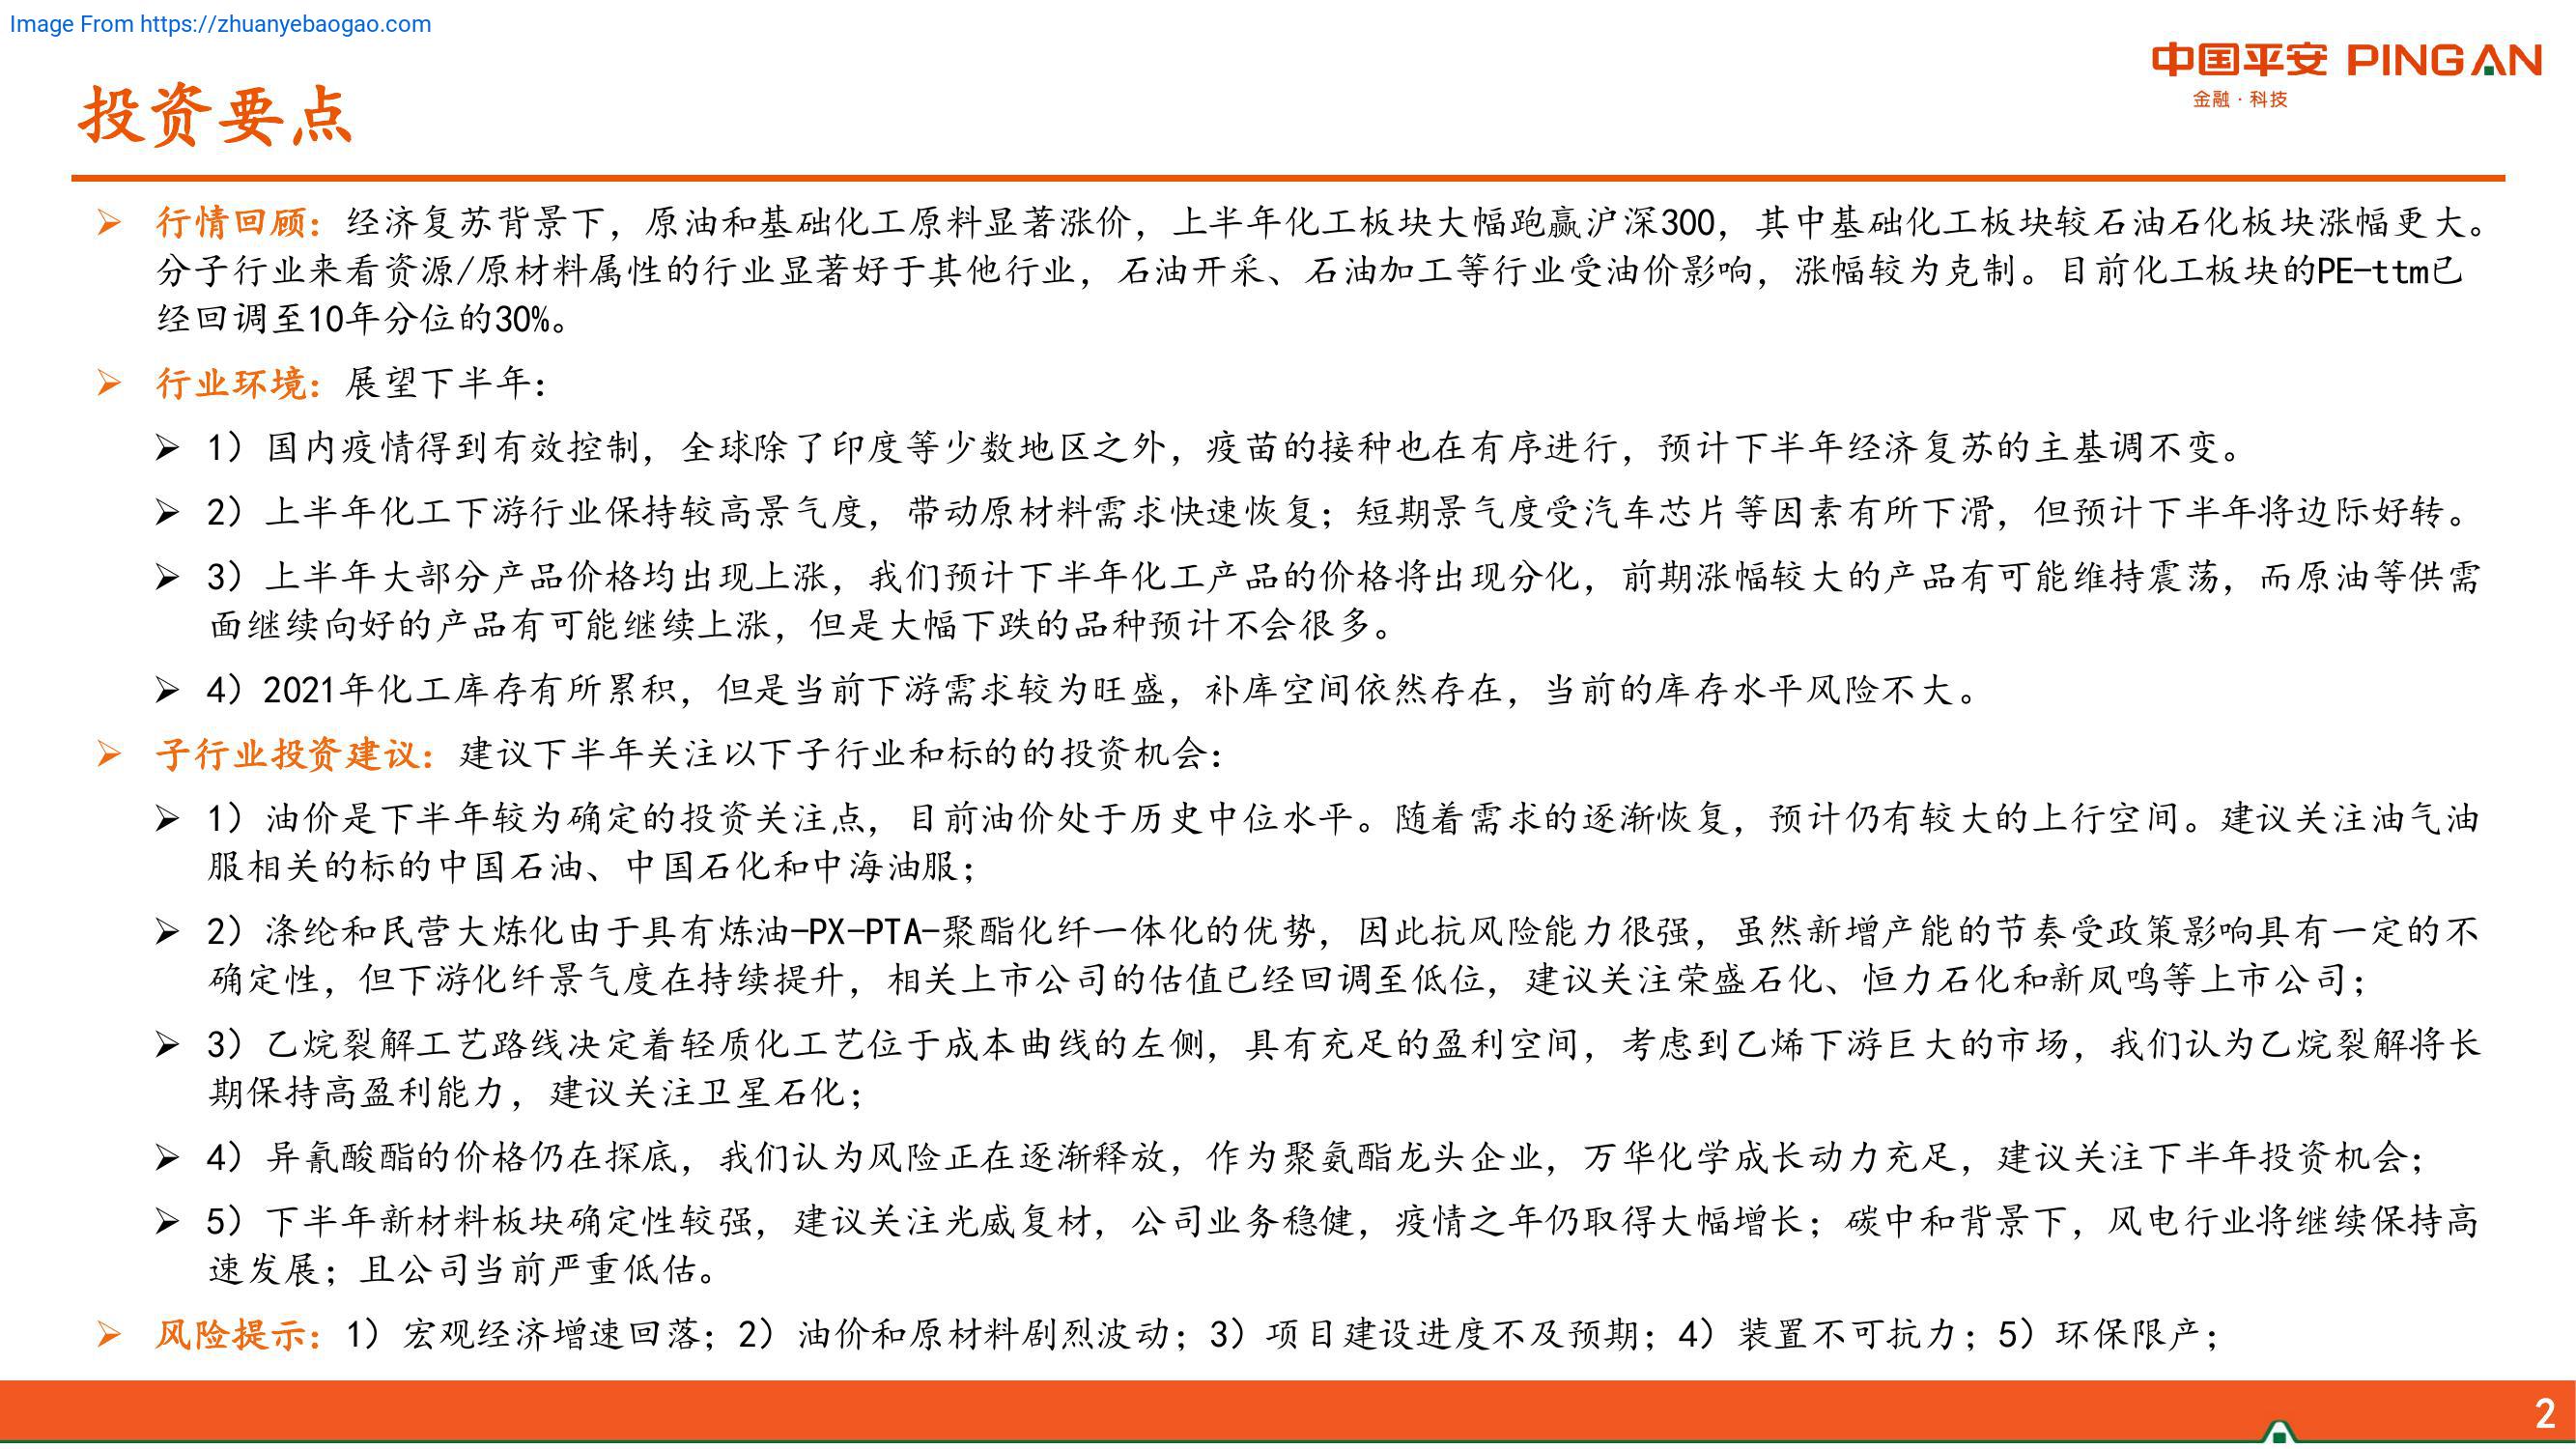 Image From https://zhuanyebaogao.com
中国平安 PINGAN
金融·科技
投资要点
行情回顾：经济复苏背景下，原油和基础化工原料显著涨价，上半年化工板块大幅跑赢沪深300，其中基础化工板块较石油石化板块涨幅更大。
分子行业来看资源/原材料属性的行业显著好于其他行业，石油开采、石油加工等行业受油价影响，涨幅较为克制。目前化工板块的PE-ttm已
经回调至10年分位的30%。
行业环境：展望下半年：
1）国内疫情得到有效控制，全球除了印度等少数地区之外，疫苗的接种也在有序进行，预计下半年经济复苏的主基调不变。
2）上半年化工下游行业保持较高景气度，带动原材料需求快速恢复；短期景气度受汽车芯片等因素有所下滑，但预计下半年将边际好转。
3）上半年大部分产品价格均出现上涨，我们预计下半年化工产品的价格将出现分化，前期涨幅较大的产品有可能维持震荡，而原油等供需
面继续向好的产品有可能继续上涨，但是大幅下跌的品种预计不会很多。
4）2021年化工库存有所累积，但是当前下游需求较为旺盛，补库空间依然存在，当前的库存水平风险不大。
子行业投资建议：建议下半年关注以下子行业和标的的投资机会：
1）油价是下半年较为确定的投资关注点，目前油价处于历史中位水平。随着需求的逐渐恢复，预计仍有较大的上行空间。建议关注油气油
服相关的标的中国石油、中国石化和中海油服；
2）涤纶和民营大炼化由于具有炼油-PX-PTA-聚酯化纤一体化的优势，因此抗风险能力很强，虽然新增产能的节奏受政策影响具有一定的不
确定性，但下游化纤景气度在持续提升，相关上市公司的估值已经回调至低位，建议关注荣盛石化、恒力石化和新凤鸣等上市公司；
3）乙烷裂解工艺路线决定着轻质化工艺位于成本曲线的左侧，具有充足的盈利空间，考虑到乙烯下游巨大的市场，我们认为乙烷裂解将长
期保持高盈利能力，建议关注卫星石化；
4）异氰酸酯的价格仍在探底，我们认为风险正在逐渐释放，作为聚氨酯龙头企业，万华化学成长动力充足，建议关注下半年投资机会；
5）下半年新材料板块确定性较强，建议关注光威复材，公司业务稳健，疫情之年仍取得大幅增长；碳中和背景下，风电行业将继续保持高
速发展；且公司当前严重低估。
风险提示：1）宏观经济增速回落；2）油价和原材料剧烈波动；3）项目建设进度不及预期；4）装置不可抗力；5）环保限产；
2